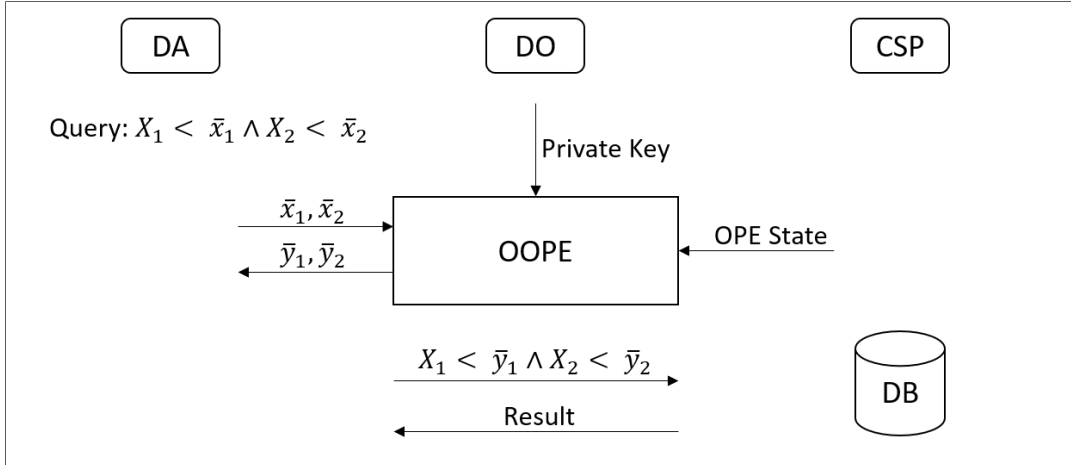 DA
DO
CSP
Query: X₁ < x̄₁ ∧ X₂ < x̄₂
Private Key
x̄₁, x̄₂
ȳ₁, ȳ₂
OOPE
OPE State
X₁ < ȳ₁ ∧ X₂ < ȳ₂
Result
DB